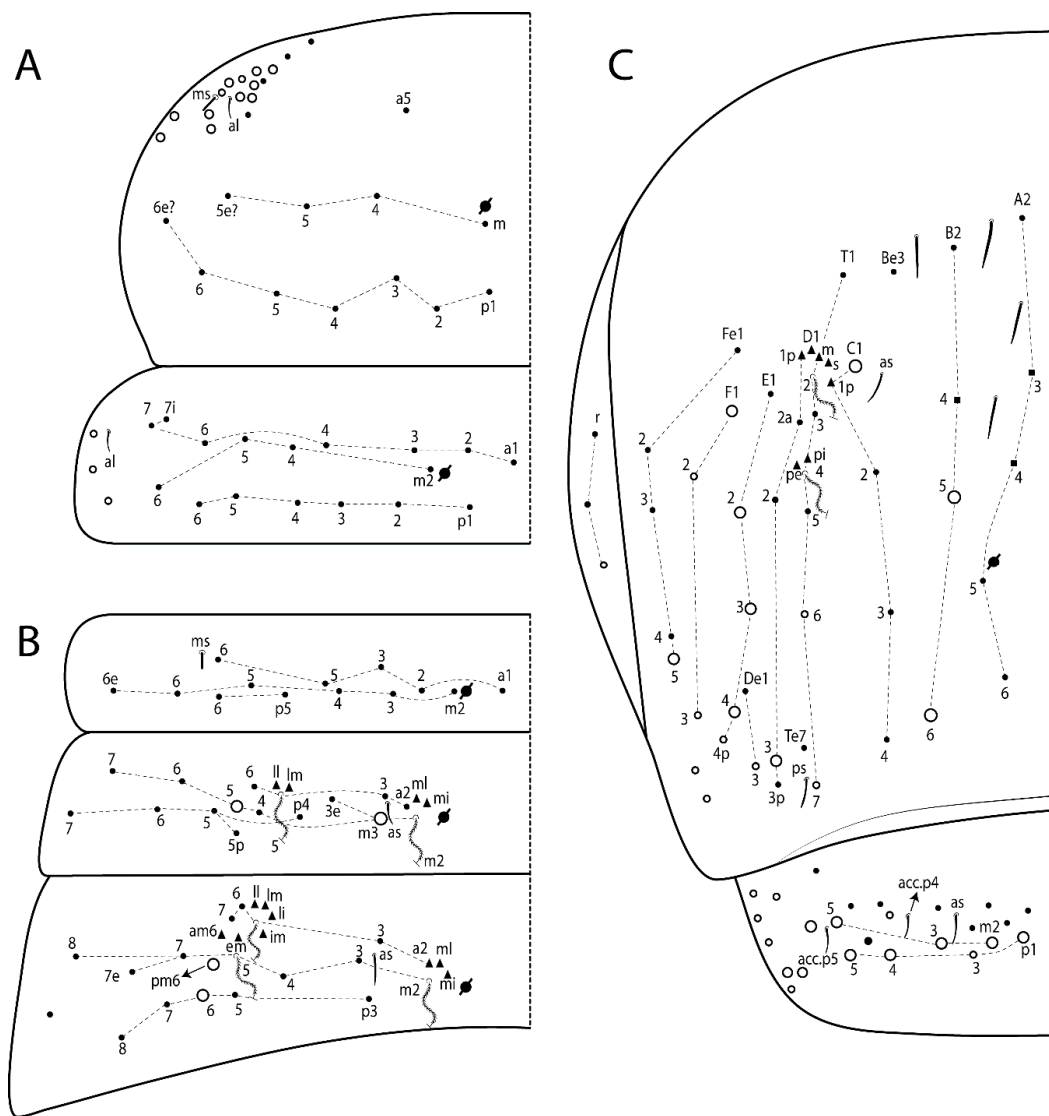 A
ms
al
a5
6e? 5e? 5 4 m
6 5 4 3 2 p1
7 7i 6 5 4 4 3 2 a1
al m2
6 6 5 4 3 2 p1
B
ms 6 5 3 2 a1
6e 6 5 4 3 m2
6 p5
7 6 5 6 ll lm 3 a2 ml mi
4 p4 3e m3 as
7 6 5 5p 5 m2
6 ll lm li
7 am6 em im 3 a2 ml mi
8 7 7e 5 4 3 as m2
pm6 6 5 p3
7 8
C
A2
B2
T1 Be3
Fe1 D1 m s C1
1p 1p as
F1 E1 2 3
2a 3 4
r 2 pi
pe 4 2
2 2 2 5 4
3 5
5
3 6 3
4 6
5 De1
4 6
3 4p Te7 4
3 3 ps
3p 7
acc.p4
5 as
3 m2
acc.p5 5 4 3 p1